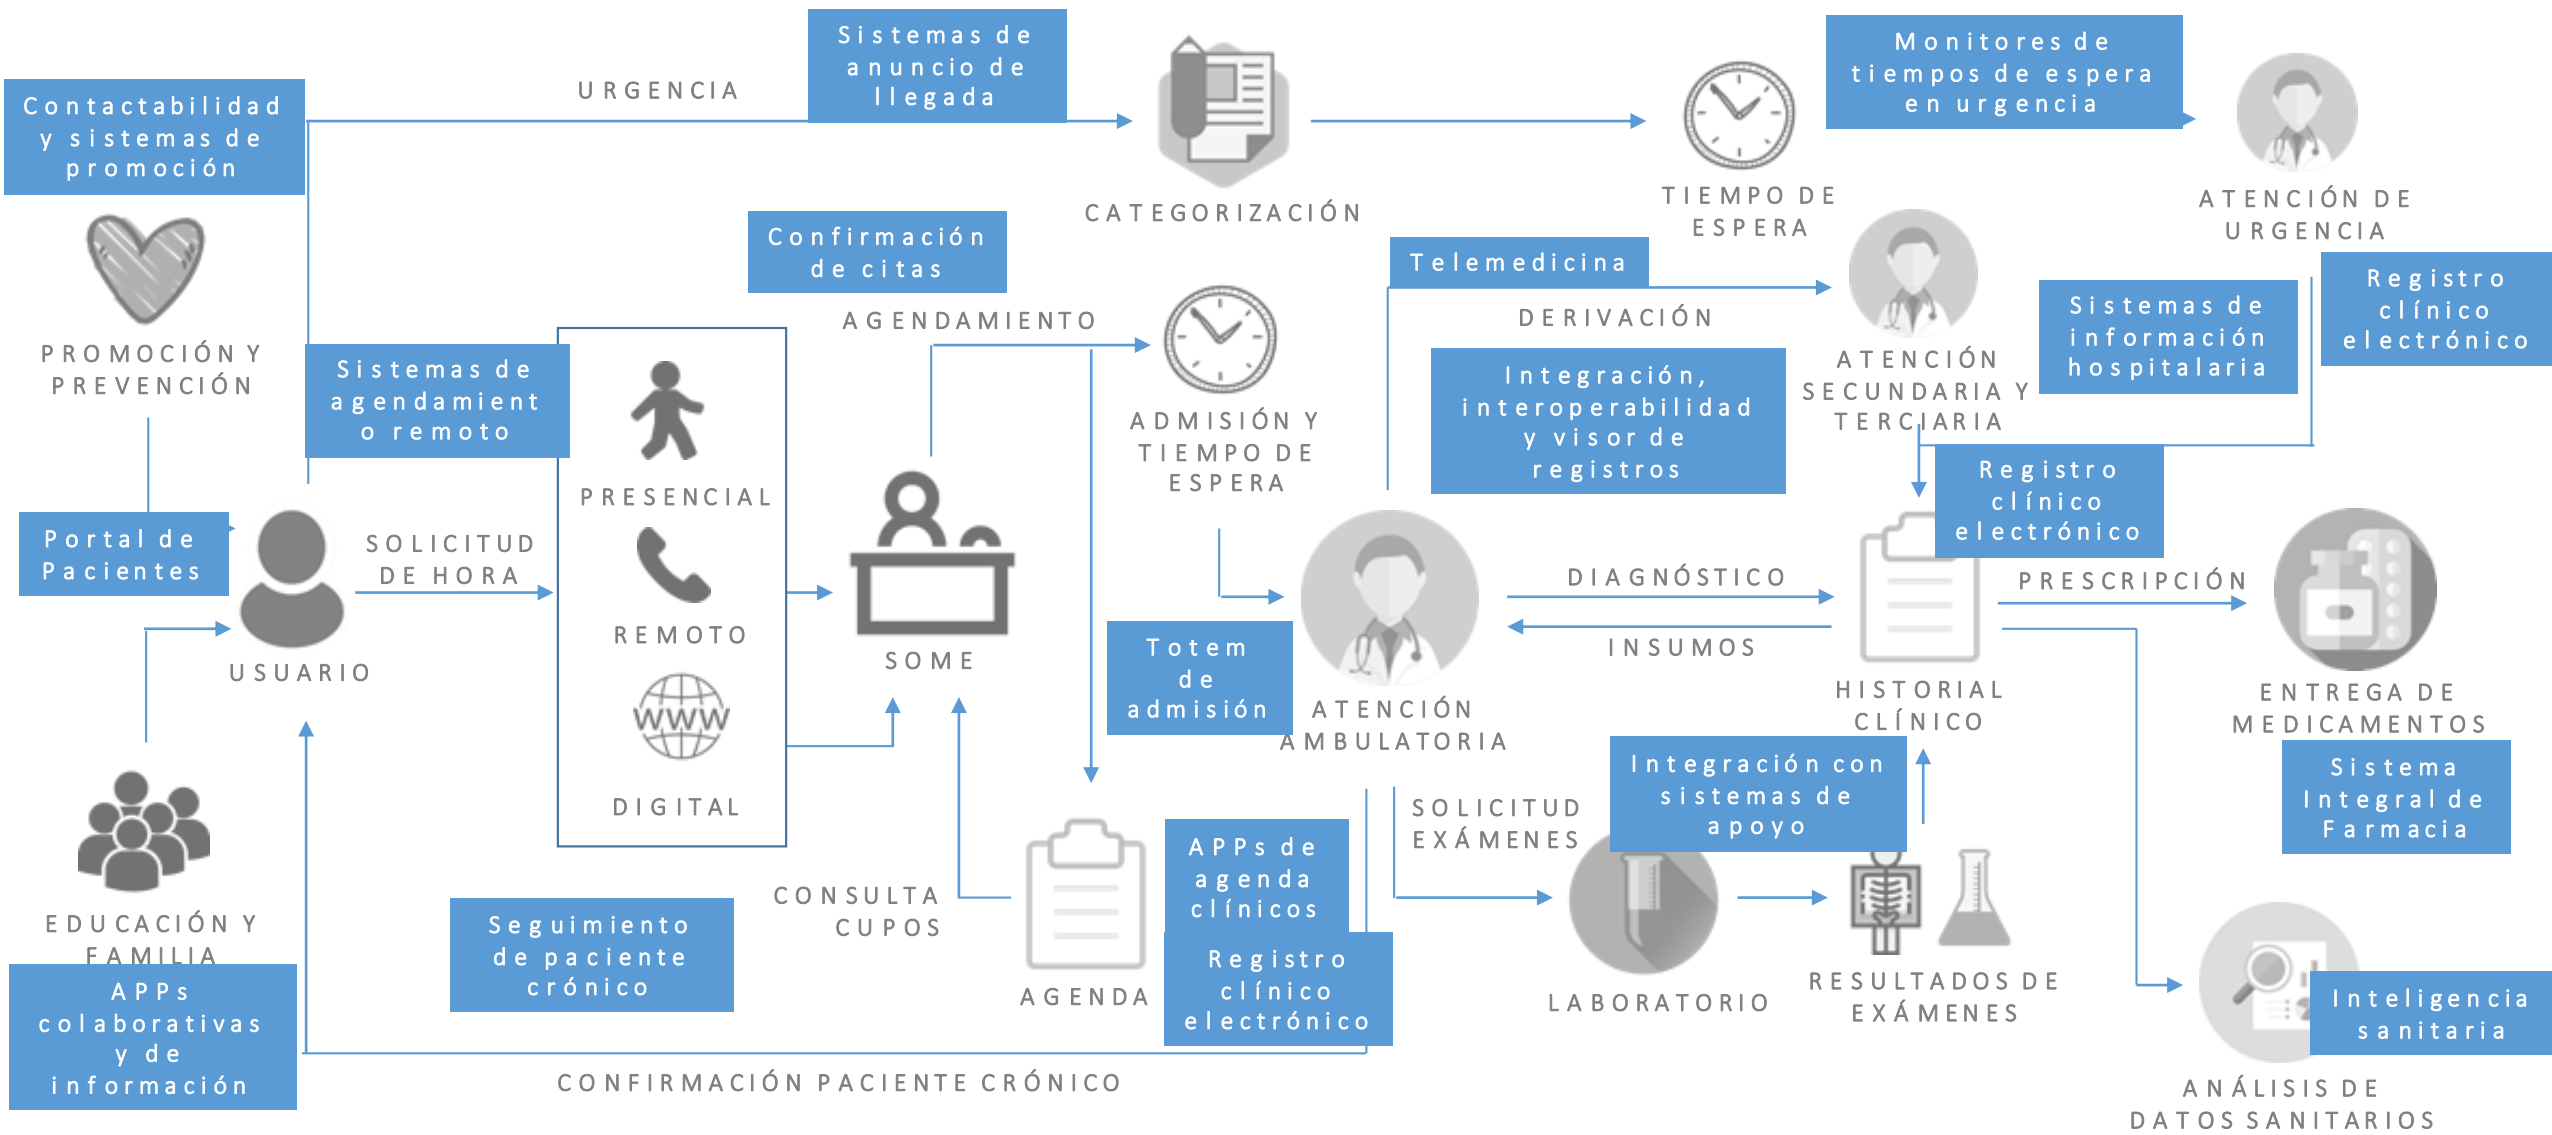 Contactabilidad
y sistemas de
promoción
URGENCIA
Sistemas de
anuncio de
llegada
CATEGORIZACIÓN
TIEMPO DE
ESPERA
Monitores de
tiempos de espera
en urgencia
ATENCIÓN DE
URGENCIA
PROMOCIÓN Y
PREVENCIÓN
Sistemas de
agendamient
o remoto
Confirmación
de citas
AGENDAMIENTO
ADMISIÓN Y
TIEMPO DE
ESPERA
Telemedicina
DERIVACIÓN
Integración,
interoperabilidad
y visor de
registros
ATENCIÓN
SECUNDARIA Y
TERCIARIA
Sistemas de
información
hospitalaria
Registro
clínico
electrónico
Registro
clínico
electrónico
Portal de
Pacientes
USUARIO
SOLICITUD
DE HORA
PRESENCIAL
REMOTO
WWW
DIGITAL
SOME
Totem
de
admisión
ATENCIÓN
AMBULATORIA
DIAGNÓSTICO
INSUMOS
HISTORIAL
CLÍNICO
PRESCRIPCIÓN
ENTREGA DE
MEDICAMENTOS
Sistema
Integral de
Farmacia
EDUCACIÓN Y
FAMILIA
APPs
colaborativas
y de
información
Seguimiento
de paciente
crónico
CONSULTA
CUPOS
AGENDA
APPs de
agenda
clínicos
Registro
clínico
electrónico
SOLICITUD
EXÁMENES
Integración con
sistemas de
apoyo
LABORATORIO
RESULTADOS DE
EXÁMENES
Inteligencia
sanitaria
ANÁLISIS DE
DATOS SANITARIOS
CONFIRMACIÓN PACIENTE CRÓNICO